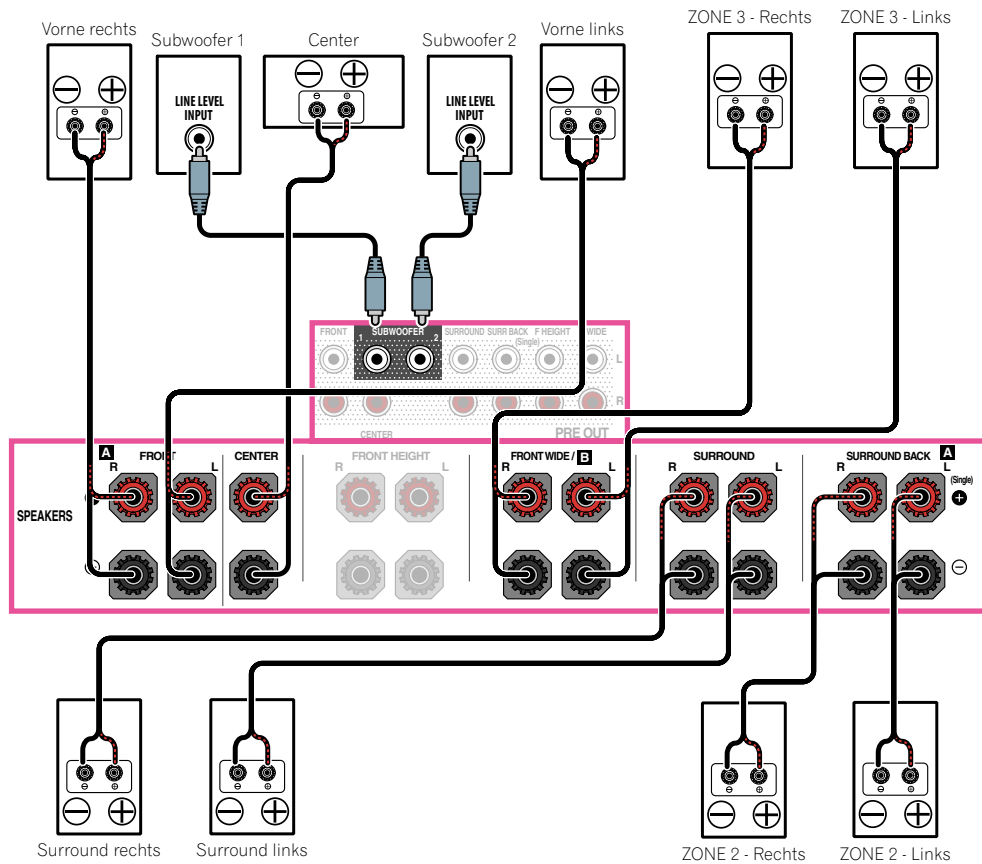 Vorne rechts
Subwoofer 1
Center
Subwoofer 2
Vorne links
ZONE 3 - Rechts
ZONE 3 - Links
LINE LEVEL
INPUT
LINE LEVEL
INPUT
FRONT
SUBWOOFER
1
2
SURROUND
SURR BACK
(Single)
F HEIGHT
WIDE
L
R
CENTER
PRE OUT
SPEAKERS
A
FRONT
R
L
CENTER
FRONT HEIGHT
R
L
FRONT WIDE / B
R
L
SURROUND
R
L
SURROUND BACK
A
R
L
(Single)
Surround rechts
Surround links
ZONE 2 - Rechts
ZONE 2 - Links